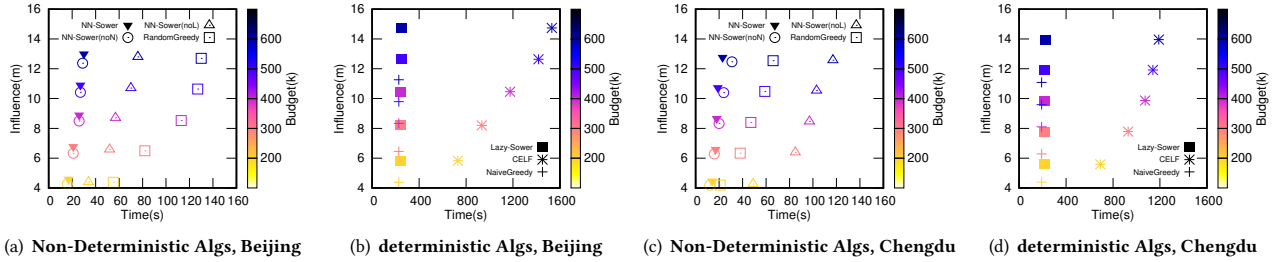 16
14
12
10
8
6
4
0 20 40 60 80 100 120 140 160
Influence(m)
Time(s)
NN-Sower
NN-Sower(noN)
NN-Sower(noL)
RandomGreedy
600
500
400
300
200
Budget(k)
(a) Non-Deterministic Algs, Beijing
16
14
12
10
8
6
4
0 400 800 1200 1600
Influence(m)
Time(s)
Lazy-Sower
CELF
NaiveGreedy
600
500
400
300
200
Budget(k)
(b) deterministic Algs, Beijing
16
14
12
10
8
6
4
0 20 40 60 80 100 120 140 160
Influence(m)
Time(s)
NN-Sower
NN-Sower(noN)
NN-Sower(noL)
RandomGreedy
600
500
400
300
200
Budget(k)
(c) Non-Deterministic Algs, Chengdu
16
14
12
10
8
6
4
0 400 800 1200 1600
Influence(m)
Time(s)
Lazy-Sower
CELF
NaiveGreedy
600
500
400
300
200
Budget(k)
(d) deterministic Algs, Chengdu